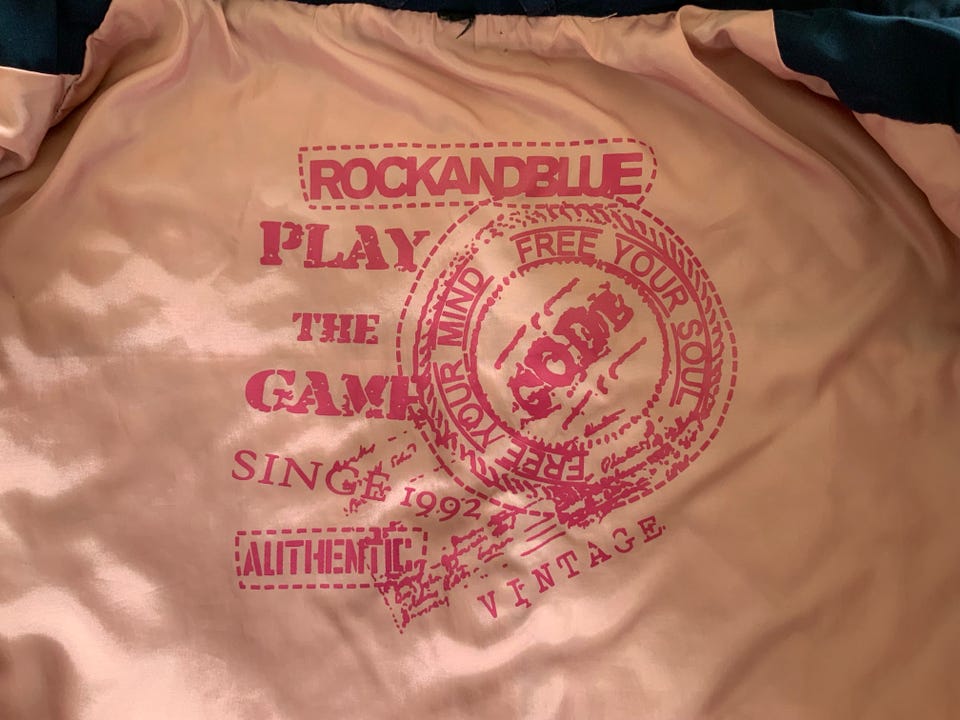 ROCKANDBLUE
PLAY
THE
GAME
SINCE 1992
AUTHENTIC
FREE YOUR MIND
FREE YOUR SOUL
CODE
VINTAGE